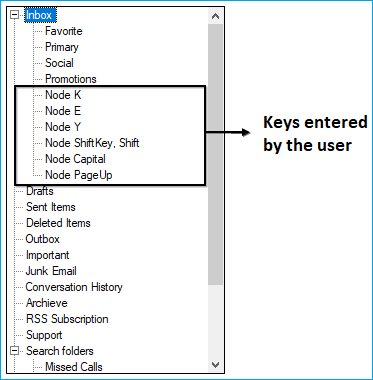 Inbox
Favorite
Primary
Social
Promotions
Node K
Node E
Node Y
Node ShiftKey, Shift
Node Capital
Node PageUp
Drafts
Sent Items
Deleted Items
Outbox
Important
Junk Email
Conversation History
Archieve
RSS Subscription
Support
Search folders
Missed Calls
Keys entered
by the user